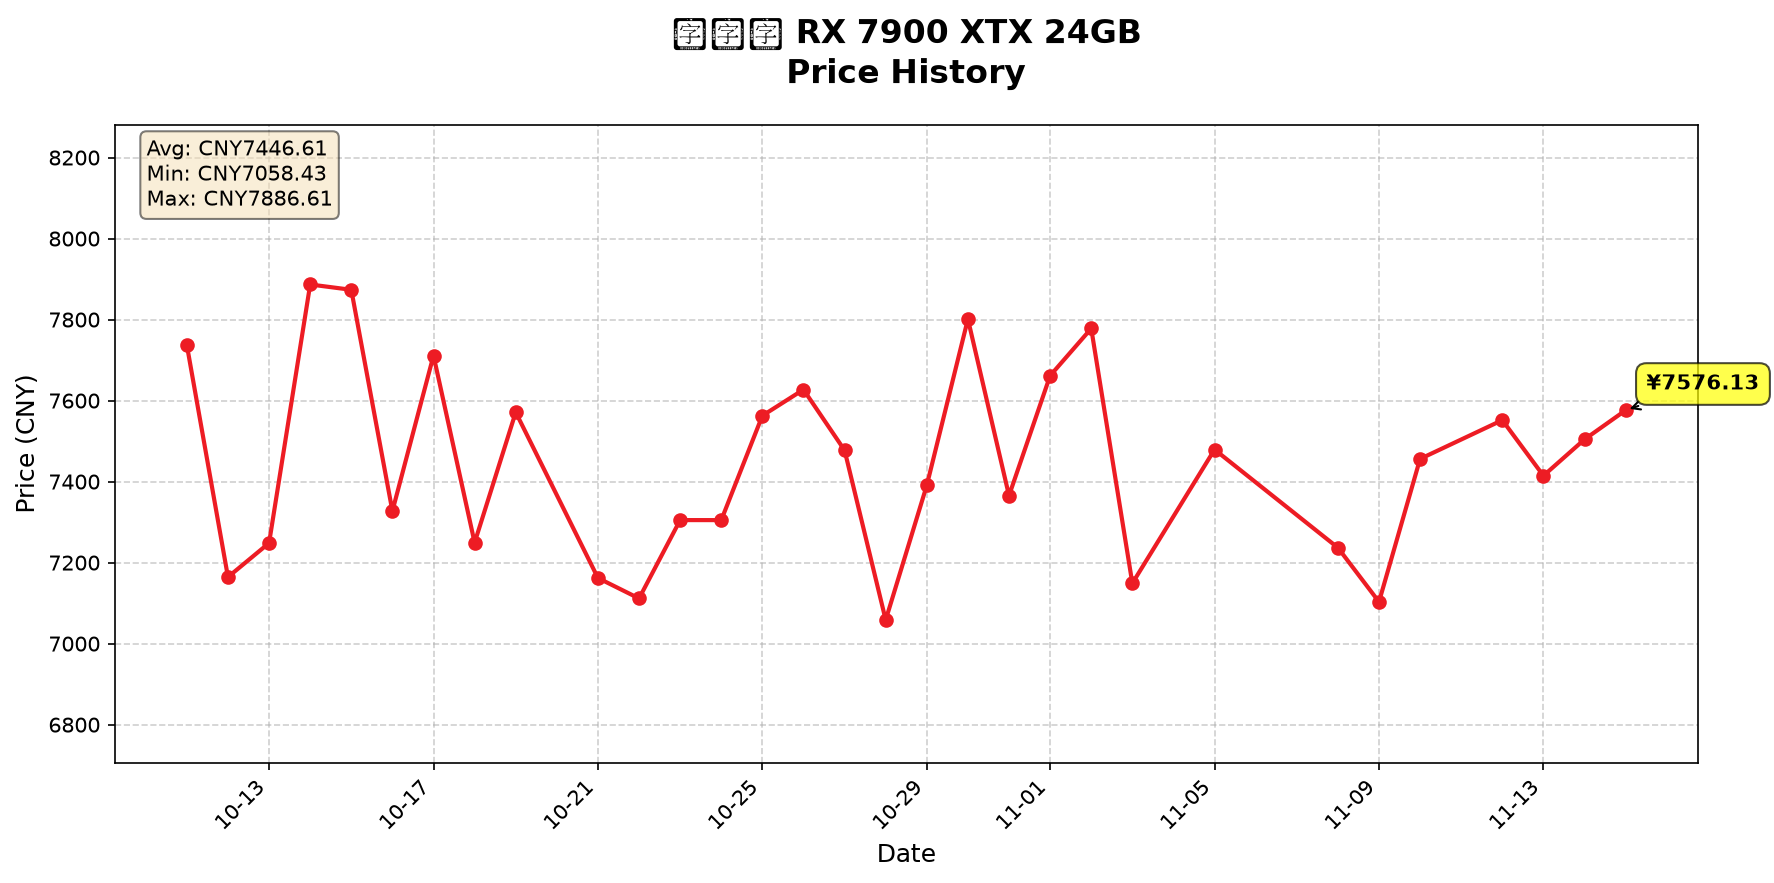 RX 7900 XTX 24GB
Price History
Avg: CNY7446.61
Min: CNY7058.43
Max: CNY7886.61
¥7576.13
Price (CNY)
8200
8000
7800
7600
7400
7200
7000
6800
10-13
10-17
10-21
10-25
10-29
11-01
11-05
11-09
11-13
Date